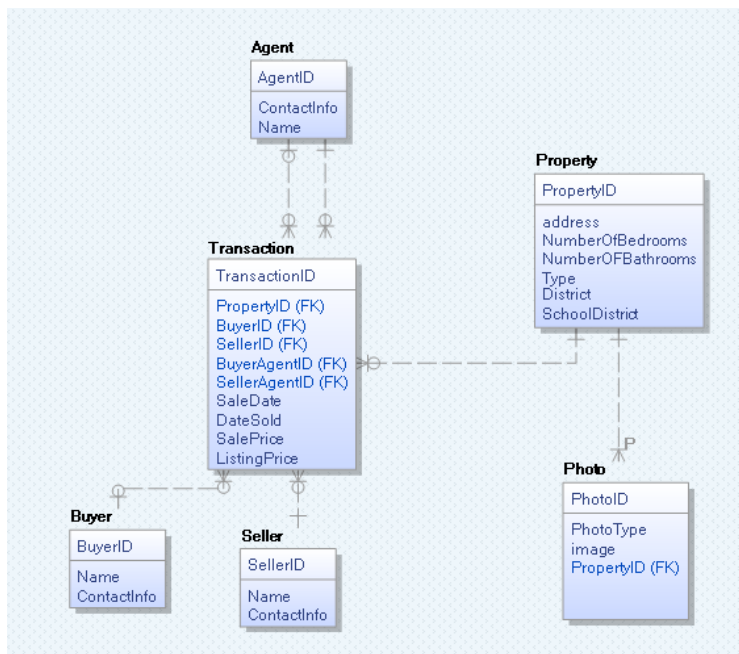 Agent
AgentID
ContactInfo
Name
Property
PropertyID
address
NumberOfBedrooms
NumberOFBathrooms
Type
District
SchoolDistrict
Transaction
TransactionID
PropertyID (FK)
BuyerID (FK)
SellerID (FK)
BuyerAgentID (FK)
SellerAgentID (FK)
SaleDate
DateSold
SalePrice
ListingPrice
P
Photo
PhotoID
PhotoType
image
PropertyID (FK)
Buyer
BuyerID
Name
ContactInfo
Seller
SellerID
Name
ContactInfo